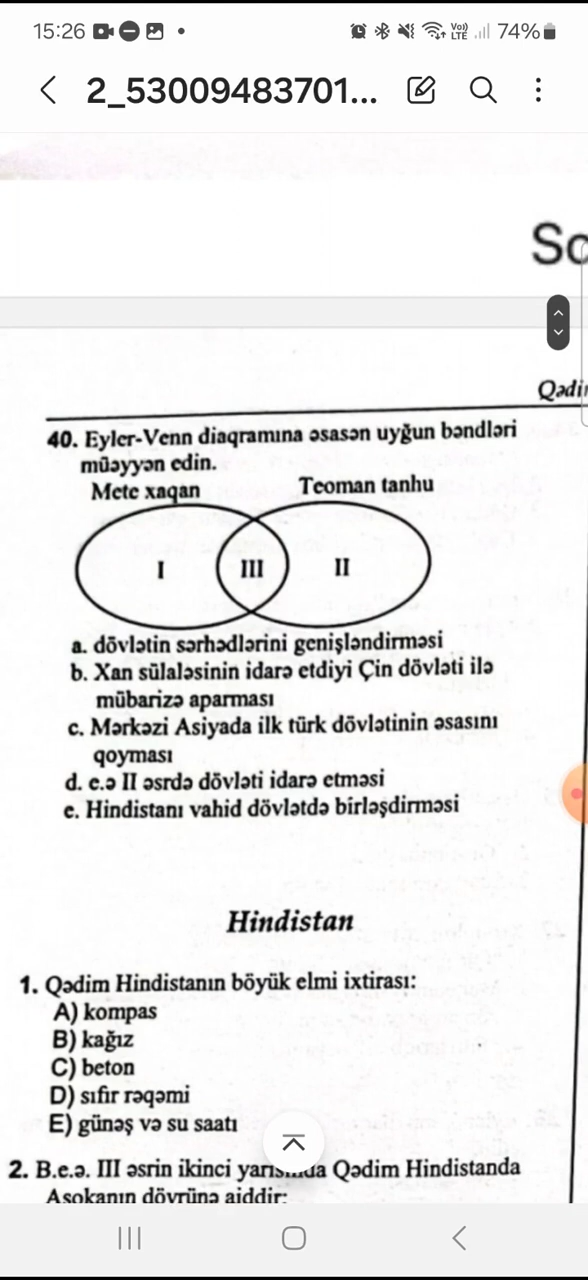 15:26
Vo)) LTE
74%
2_53009483701...
Sc
Qədi
40. Eyler-Venn diaqramına əsasən uyğun bəndləri
müəyyən edin.
Mete xaqan
Teoman tanhu
I
III
II
a. dövlətin sərhədlərini genişləndirməsi
b. Xan sülaləsinin idarə etdiyi Çin dövləti ilə
mübarizə aparması
c. Mərkəzi Asiyada ilk türk dövlətinin əsasını
qoyması
d. e.ə II əsrdə dövləti idarə etməsi
e. Hindistanı vahid dövlətdə birləşdirməsi
Hindistan
1. Qədim Hindistanın böyük elmi ixtirası:
A) kompas
B) kağız
C) beton
D) sıfır rəqəmi
E) günəş və su saatı
2. B.e.ə. III əsrin ikinci yarısında Qədim Hindistanda
Aşokanın dövrünə aiddir: